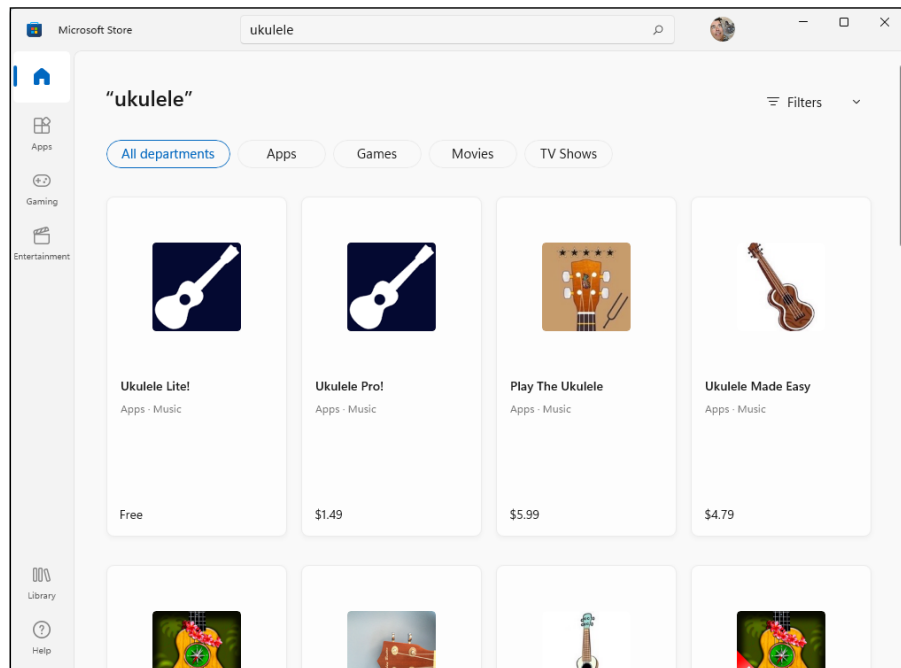 Microsoft Store
ukulele
Apps
Gaming
Entertainment
Library
Help
“ukulele”
Filters
All departments
Apps
Games
Movies
TV Shows
Ukulele Lite!
Apps · Music
Free
Ukulele Pro!
Apps · Music
$1.49
Play The Ukulele
Apps · Music
$5.99
Ukulele Made Easy
Apps · Music
$4.79